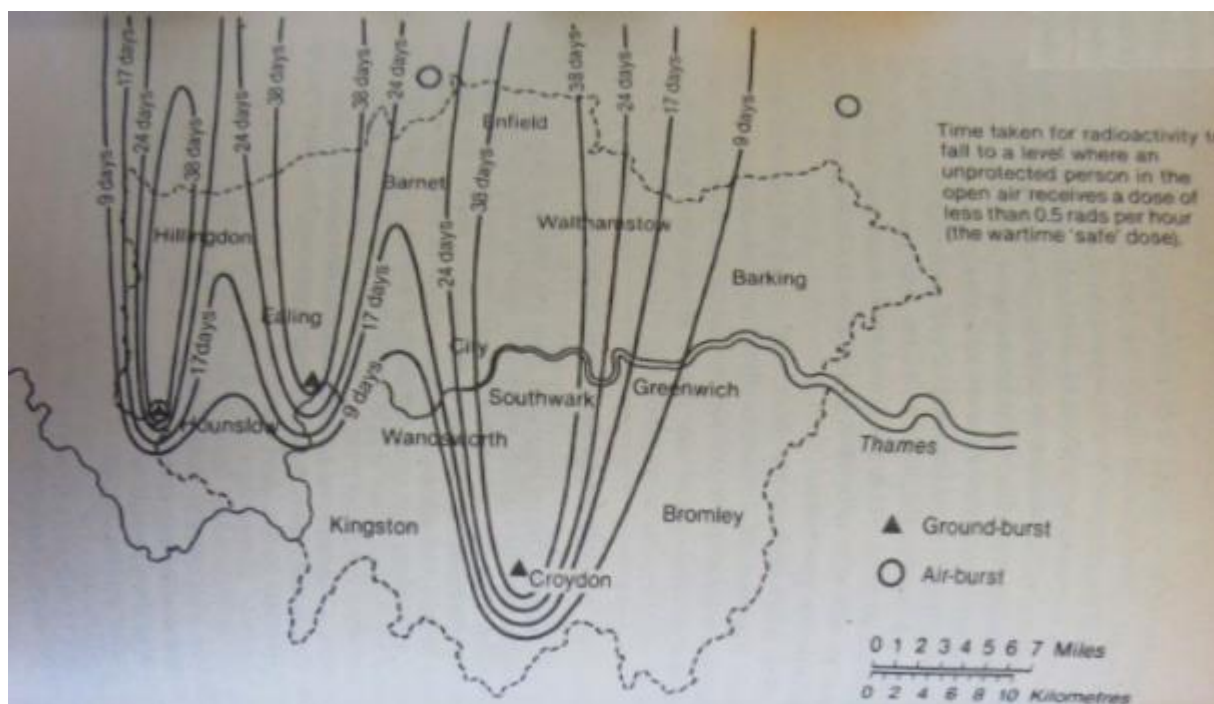 17 days
24 days
38 days
9 days
24 days
38 days
38 days
24 days
38 days
24 days
17 days
9 days
Enfield
Time taken for radioactivity to
fall to a level where an
unprotected person in the
open air receives a dose of
less than 0.5 rads per hour
(the wartime 'safe' dose).
Barnet
38 days
Walthamstow
Hillingdon
24 days
Barking
17 days
Ealing
17days
City
9 days
Southwark
Greenwich
Hounslow
Wandsworth
Thames
Kingston
Bromley
Ground-burst
Croydon
Air-burst
0 1 2 3 4 5 6 7 Miles
0 2 4 6 8 10 Kilometres